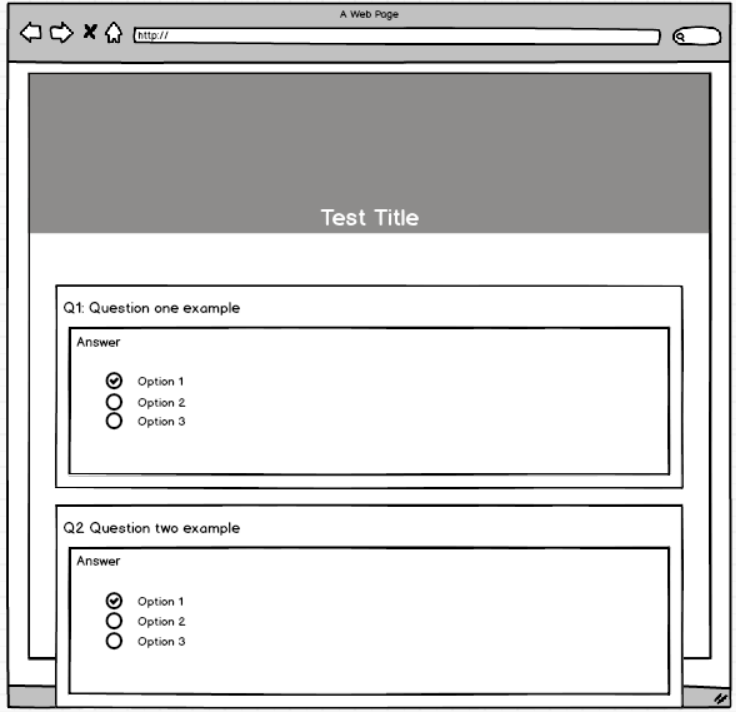 A Web Page
http://
Test Title
Q1: Question one example
Answer
Option 1
Option 2
Option 3
Q2 Question two example
Answer
Option 1
Option 2
Option 3